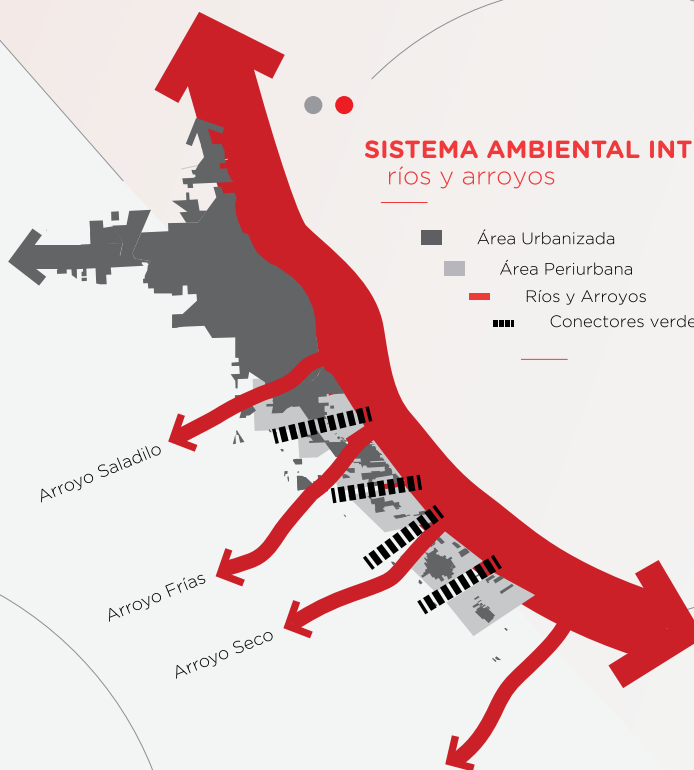 SISTEMA AMBIENTAL INT
ríos y arroyos
Área Urbanizada
Área Periurbana
Ríos y Arroyos
Conectores verde
Arroyo Saladilo
Arroyo Frías
Arroyo Seco